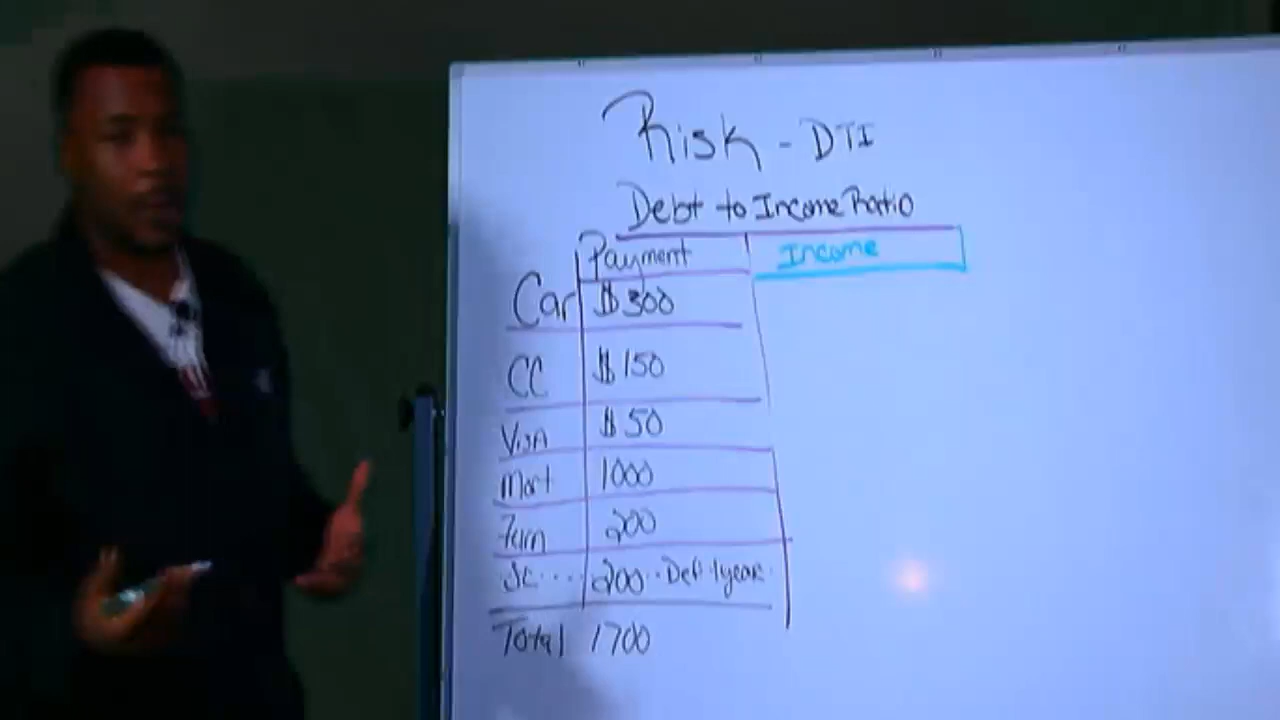 Risk - DTI
Debt to Income Ratio
Payment Income
Car $300
CC $150
Visa $50
Mort 1000
Furn 200
SL.... 200..Def.1year.
Total 1700